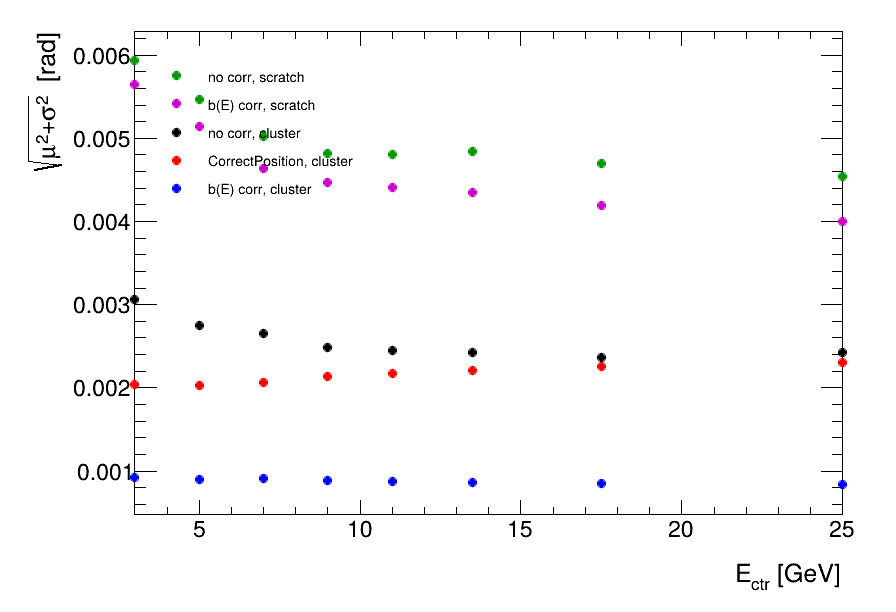 √μ²+σ² [rad]
0.006
0.005
0.004
0.003
0.002
0.001
no corr, scratch
b(E) corr, scratch
no corr, cluster
CorrectPosition, cluster
b(E) corr, cluster
5 10 15 20 25
E_ctr [GeV]